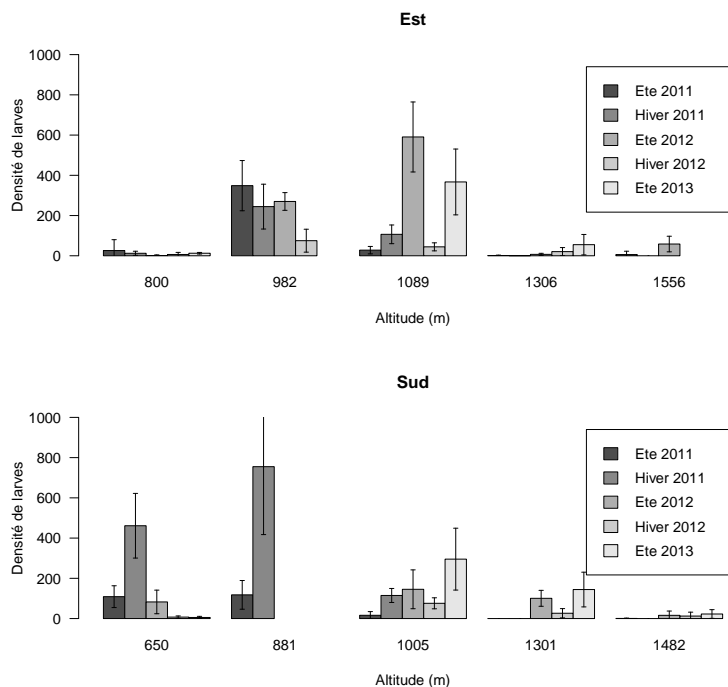 Est
Densité de larves
1000
800
600
400
200
0
Ete 2011
Hiver 2011
Ete 2012
Hiver 2012
Ete 2013
800 982 1089 1306 1556
Altitude (m)
Sud
Densité de larves
1000
800
600
400
200
0
Ete 2011
Hiver 2011
Ete 2012
Hiver 2012
Ete 2013
650 881 1005 1301 1482
Altitude (m)